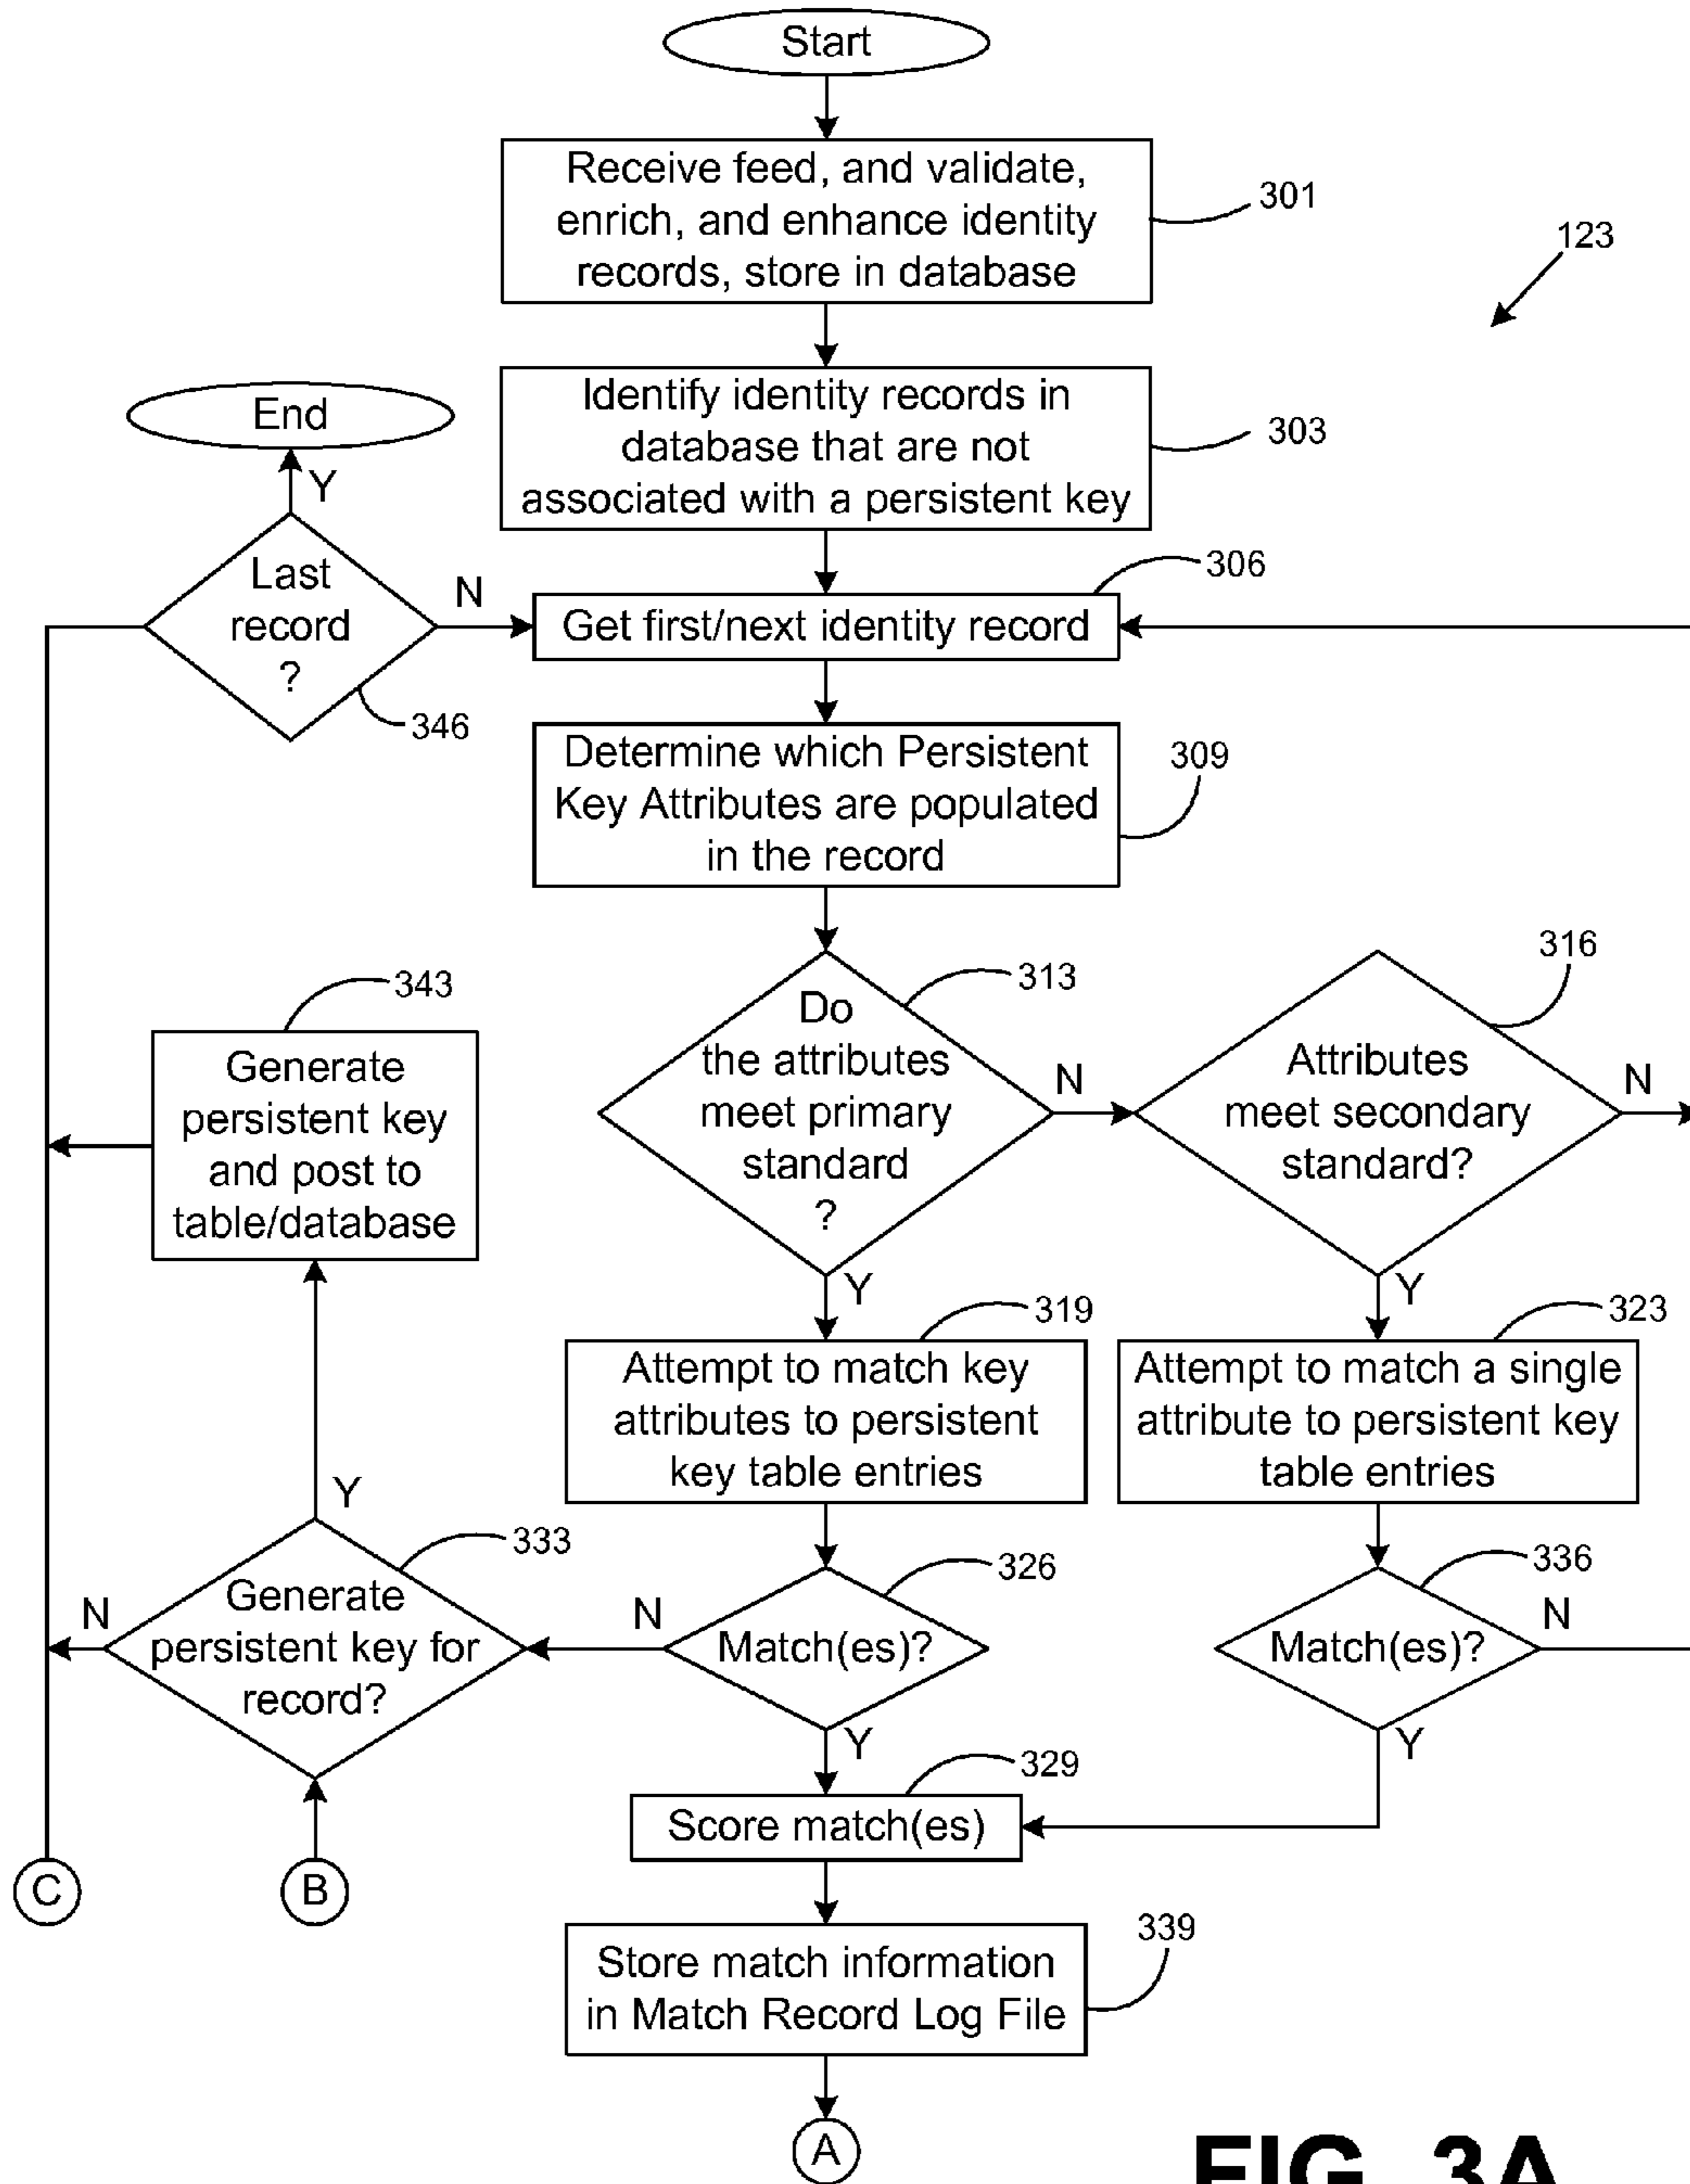 Start
Receive feed, and validate,
enrich, and enhance identity
records, store in database
301
123
Identify identity records in
database that are not
associated with a persistent key
303
End
Y
Last
record
?
N
346
Get first/next identity record
306
Determine which Persistent
Key Attributes are populated
in the record
309
343
Generate
persistent key
and post to
table/database
Do
the attributes
meet primary
standard
?
313
N
Attributes
meet secondary
standard?
316
N
Y
Y
Attempt to match key
attributes to persistent
key table entries
319
Attempt to match a single
attribute to persistent key
table entries
323
Y
Generate
persistent key for
record?
333
N
N
Match(es)?
326
Match(es)?
336
N
Y
Y
Score match(es)
329
C
B
Store match information
in Match Record Log File
339
A
FIG. 3A